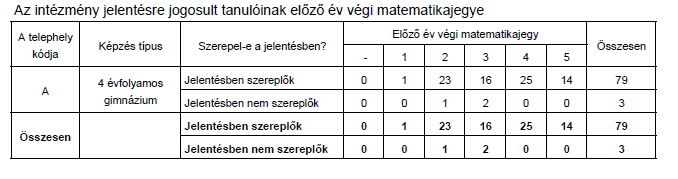 Az intézmény jelentésre jogosult tanulóinak előző év végi matematikajegye
A telephely kódja | Képzés típus | Szerepel-e a jelentésben? | Előző év végi matematikajegy | Összesen
- | 1 | 2 | 3 | 4 | 5
A | 4 évfolyamos gimnázium | Jelentésben szereplők | 0 | 1 | 23 | 16 | 25 | 14 | 79
Jelentésben nem szereplők | 0 | 0 | 1 | 2 | 0 | 0 | 3
Összesen | Jelentésben szereplők | 0 | 1 | 23 | 16 | 25 | 14 | 79
Jelentésben nem szereplők | 0 | 0 | 1 | 2 | 0 | 0 | 3